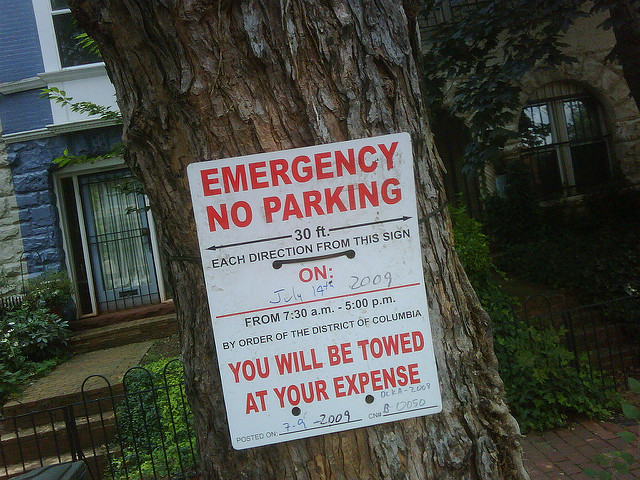 EMERGENCY
NO PARKING
30 ft.
EACH DIRECTION FROM THIS SIGN
ON:
July 14th 2009
FROM 7:30 a.m. - 5:00 p.m.
BY ORDER OF THE DISTRICT OF COLUMBIA
YOU WILL BE TOWED
AT YOUR EXPENSE
POSTED ON: 7-9-2009 CN# B 12050